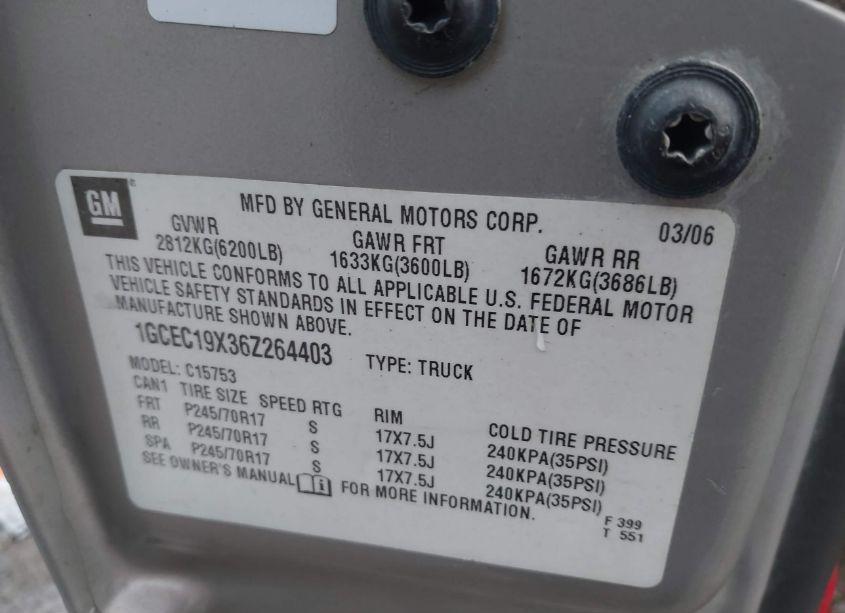 GM
MFD BY GENERAL MOTORS CORP. 03/06
GVWR GAWR FRT GAWR RR
2812KG(6200LB) 1633KG(3600LB) 1672KG(3686LB)
THIS VEHICLE CONFORMS TO ALL APPLICABLE U.S. FEDERAL MOTOR
VEHICLE SAFETY STANDARDS IN EFFECT ON THE DATE OF
MANUFACTURE SHOWN ABOVE.
1GCEC19X36Z264403 TYPE: TRUCK
MODEL: C15753
CAN1 TIRE SIZE SPEED RTG RIM COLD TIRE PRESSURE
FRT P245/70R17 S 17X7.5J 240KPA(35PSI)
RR P245/70R17 S 17X7.5J 240KPA(35PSI)
SPA P245/70R17 S 17X7.5J 240KPA(35PSI)
SEE OWNER'S MANUAL FOR MORE INFORMATION.
F 399
T 551